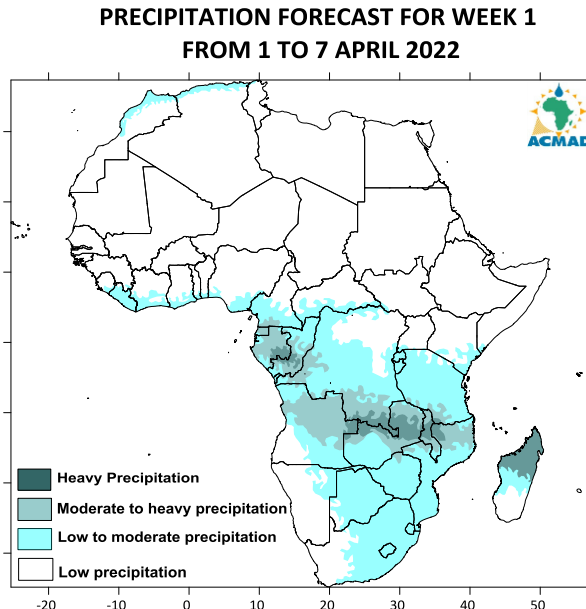 PRECIPITATION FORECAST FOR WEEK 1
FROM 1 TO 7 APRIL 2022
ACMAD
Heavy Precipitation
Moderate to heavy precipitation
Low to moderate precipitation
Low precipitation
-20 -10 0 10 20 30 40 50